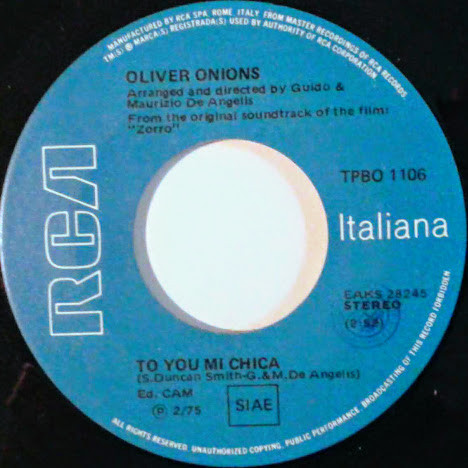 MANUFACTURED BY RCA SPA, ROME, ITALY FROM MASTER RECORDINGS OF RCA RECORDS
TM(S) ® MARCA(S) REGISTRADA(S) USED BY AUTHORITY OF RCA CORPORATION
OLIVER ONIONS
Arranged and directed by Guido &
Maurizio De Angelis
From the original soundtrack of the film:
"Zorro"
RCA
TPBO 1106
Italiana
EAKS 28245
STEREO
TO YOU MI CHICA
(S.Duncan Smith-G.&M.De Angelis)
Ed. CAM
Ⓟ 2/75
SIAE
ALL RIGHTS RESERVED. UNAUTHORIZED COPYING, PUBLIC PERFORMANCE, BROADCASTING OF THIS RECORD FORBIDDEN